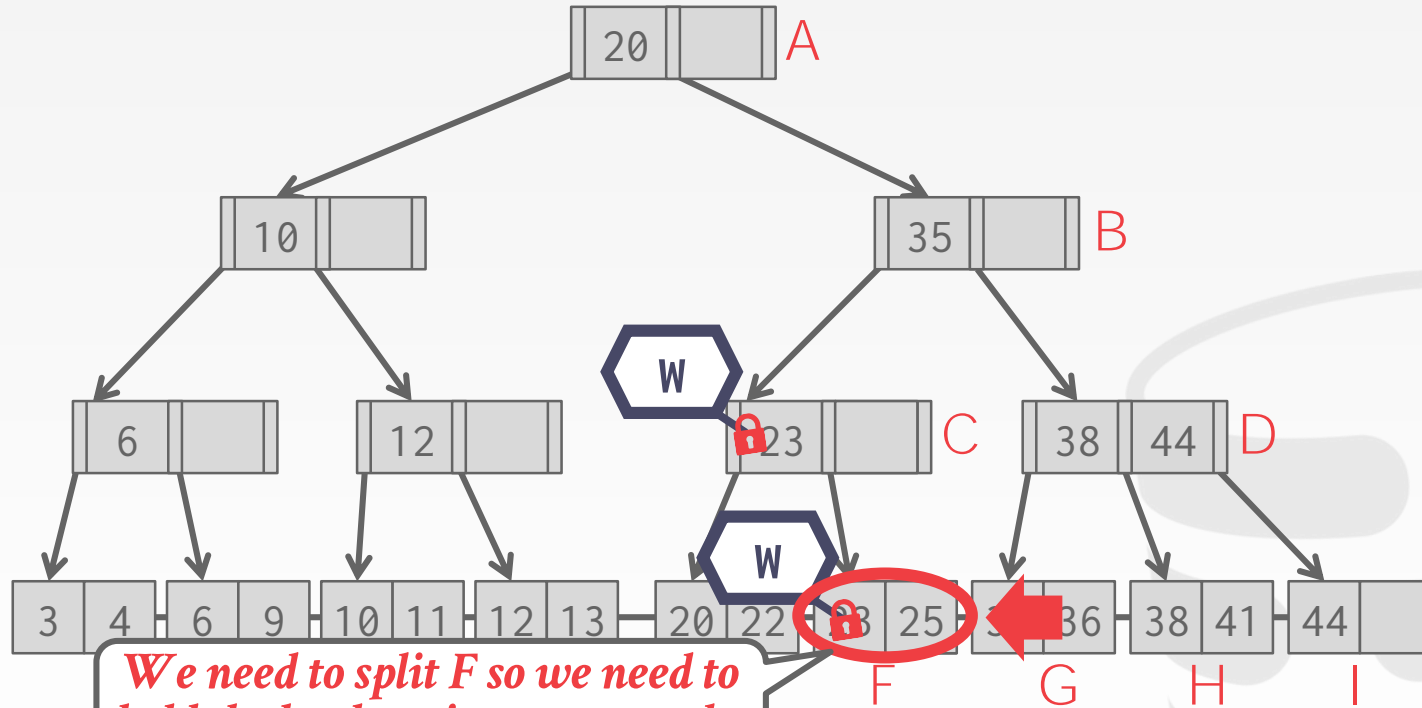 20 A
10 35 B
W
6 12 23 C 38 44 D
W
3 4 6 9 10 11 12 13 20 22 23 25 36 38 41 44
We need to split F so we need to
F G H I